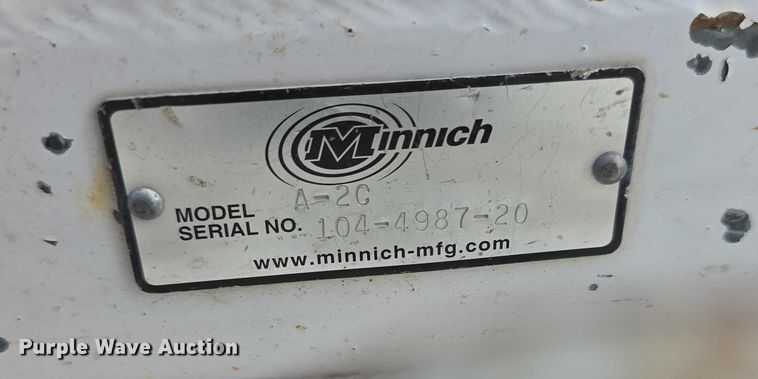 Minnich
MODEL A-2C
SERIAL NO. 104-4987-20
www.minnich-mfg.com
Purple Wave Auction